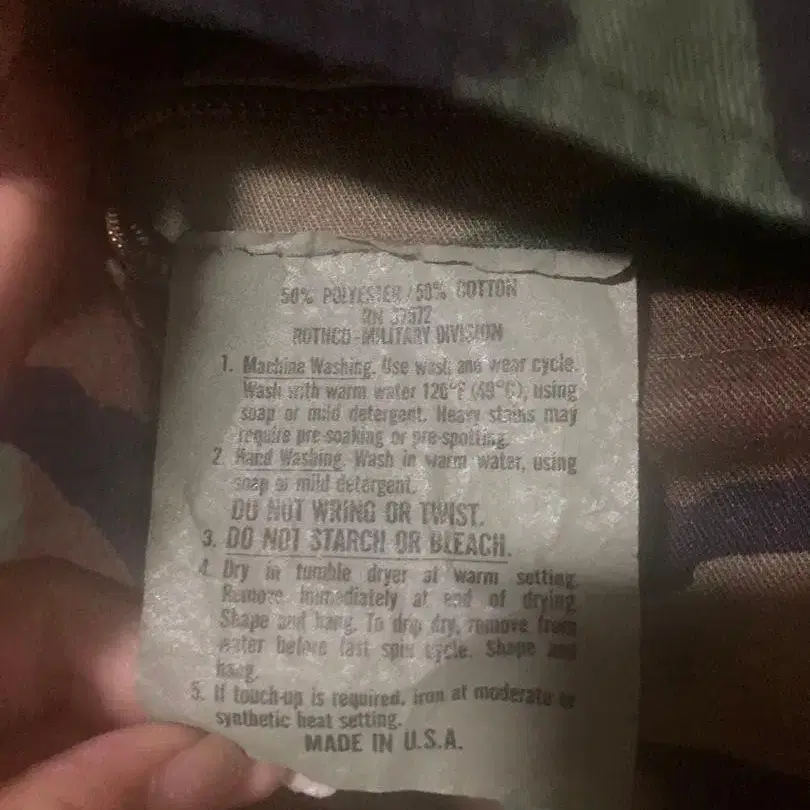 50% POLYESTER / 50% COTTON
RN 37572
ROTHCO-MILITARY DIVISION
1. Machine Washing. Use wash and wear cycle.
Wash with warm water 120°F (49°C), using
soap or mild detergent. Heavy stains may
require pre-soaking or pre-spotting.
2. Hand Washing. Wash in warm water, using
soap or mild detergent.
DO NOT WRING OR TWIST.
3. DO NOT STARCH OR BLEACH.
4. Dry in tumble dryer at warm setting.
Remove immediately at end of drying
Shape and hang. To drip dry, remove from
water before last spin cycle. Shape and
hang.
5. If touch-up is required, iron at moderate or
synthetic heat setting.
MADE IN U.S.A.